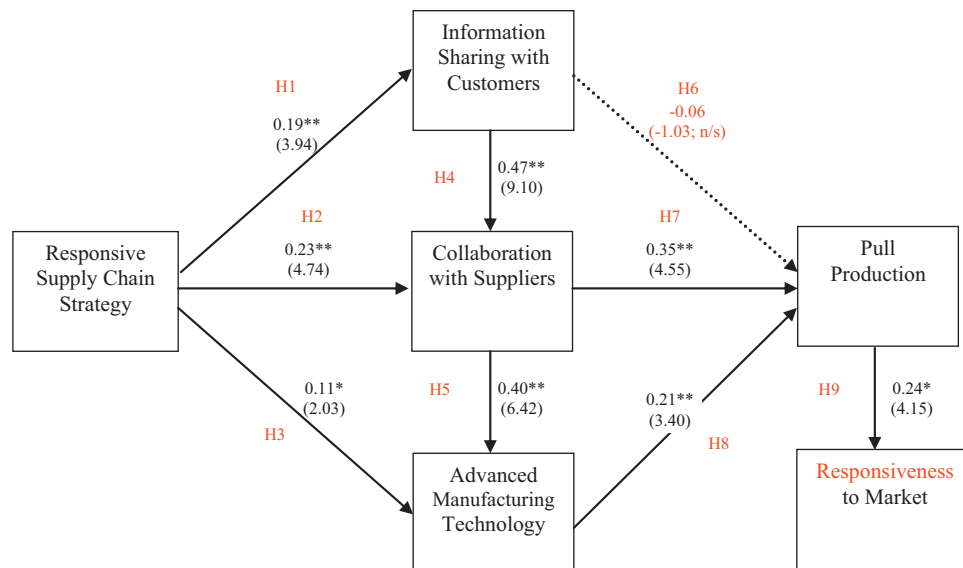 Information
Sharing with
Customers
H1
0.19**
(3.94)
H6
-0.06
(-1.03; n/s)
H4
0.47**
(9.10)
H2
0.23**
(4.74)
H7
0.35**
(4.55)
Responsive
Supply Chain
Strategy
Collaboration
with Suppliers
Pull
Production
H3
0.11*
(2.03)
H5
0.40**
(6.42)
0.21**
(3.40)
H8
H9
0.24*
(4.15)
Advanced
Manufacturing
Technology
Responsiveness
to Market